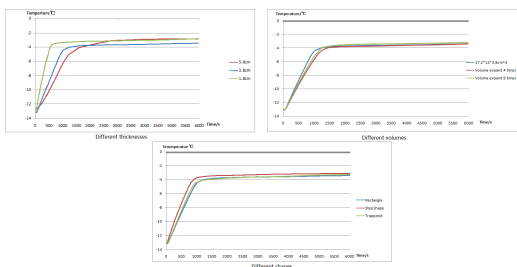 Temperture℃
0
-2
-4
-6
-8
-10
-12
-14
0 500 1000 1500 2000 2500 3000 3500 4000 4500 5000 5500 6000
Time/s
5.8cm
3.8cm
1.8cm
Different thicknesses
Temperature/℃
0
-2
-4
-6
-8
-10
-12
-14
0 500 1000 1500 2000 2500 3000 3500 4000 4500 5000 5500 6000
Time/s
Volume expand 4 times
Volume expand 9 times
Different volumes
Temperature ℃
0
-2
-4
-6
-8
-10
-12
-14
0 500 1000 1500 2000 2500 3000 3500 4000 4500 5000 5500 6000
Time/s
Rectangle
Step shape
Trapezoid
Different shapes